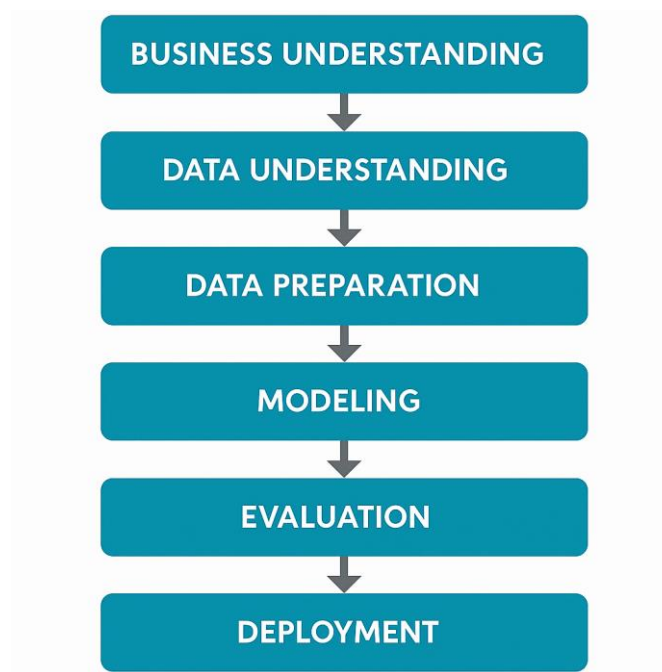 BUSINESS UNDERSTANDING
DATA UNDERSTANDING
DATA PREPARATION
MODELING
EVALUATION
DEPLOYMENT